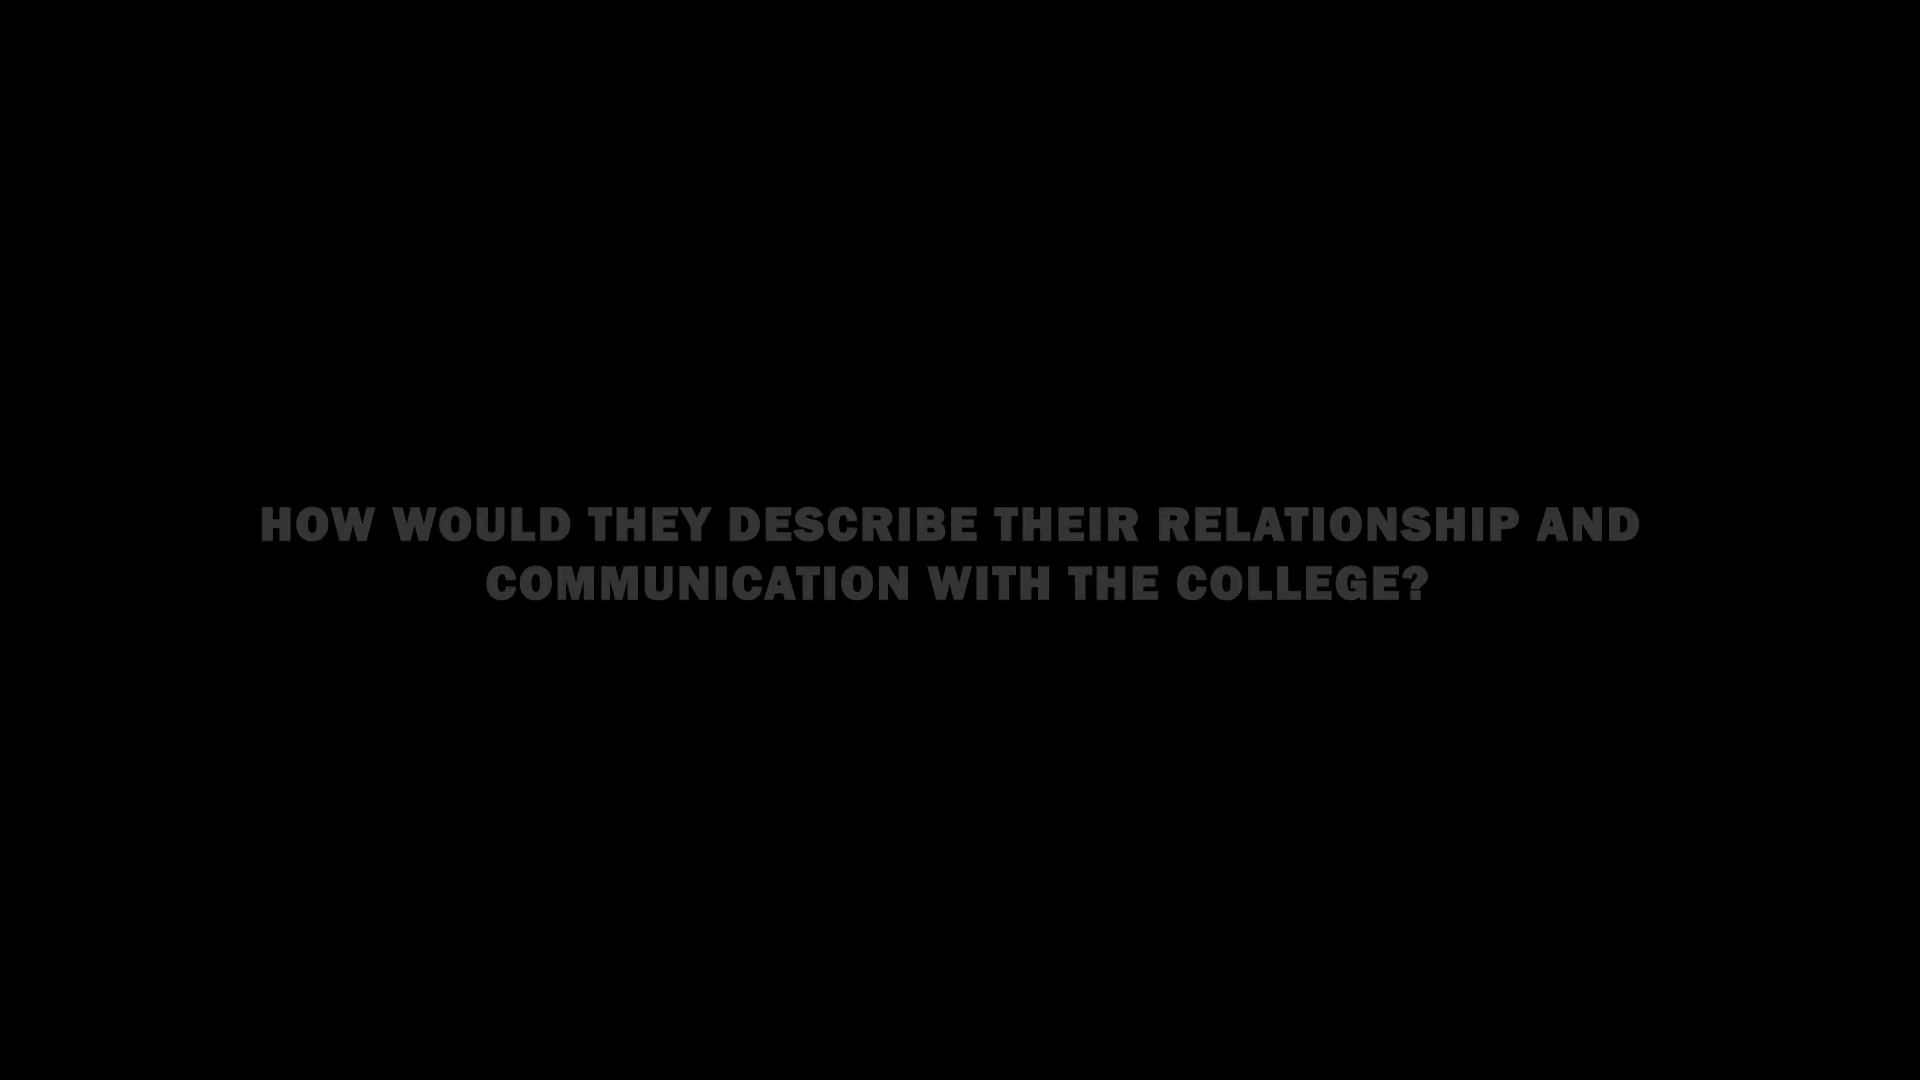 HOW WOULD THEY DESCRIBE THEIR RELATIONSHIP AND
COMMUNICATION WITH THE COLLEGE?